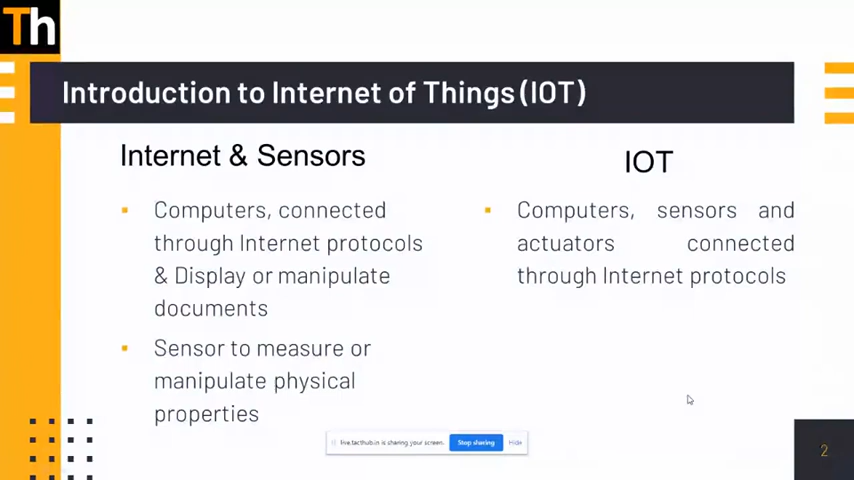 Th
Introduction to Internet of Things (IOT)
Internet & Sensors
Computers, connected
through Internet protocols
& Display or manipulate
documents
Sensor to measure or
manipulate physical
properties
IOT
Computers, sensors and
actuators connected
through Internet protocols
live.tacthub.in is sharing your screen. Stop sharing Hide
2